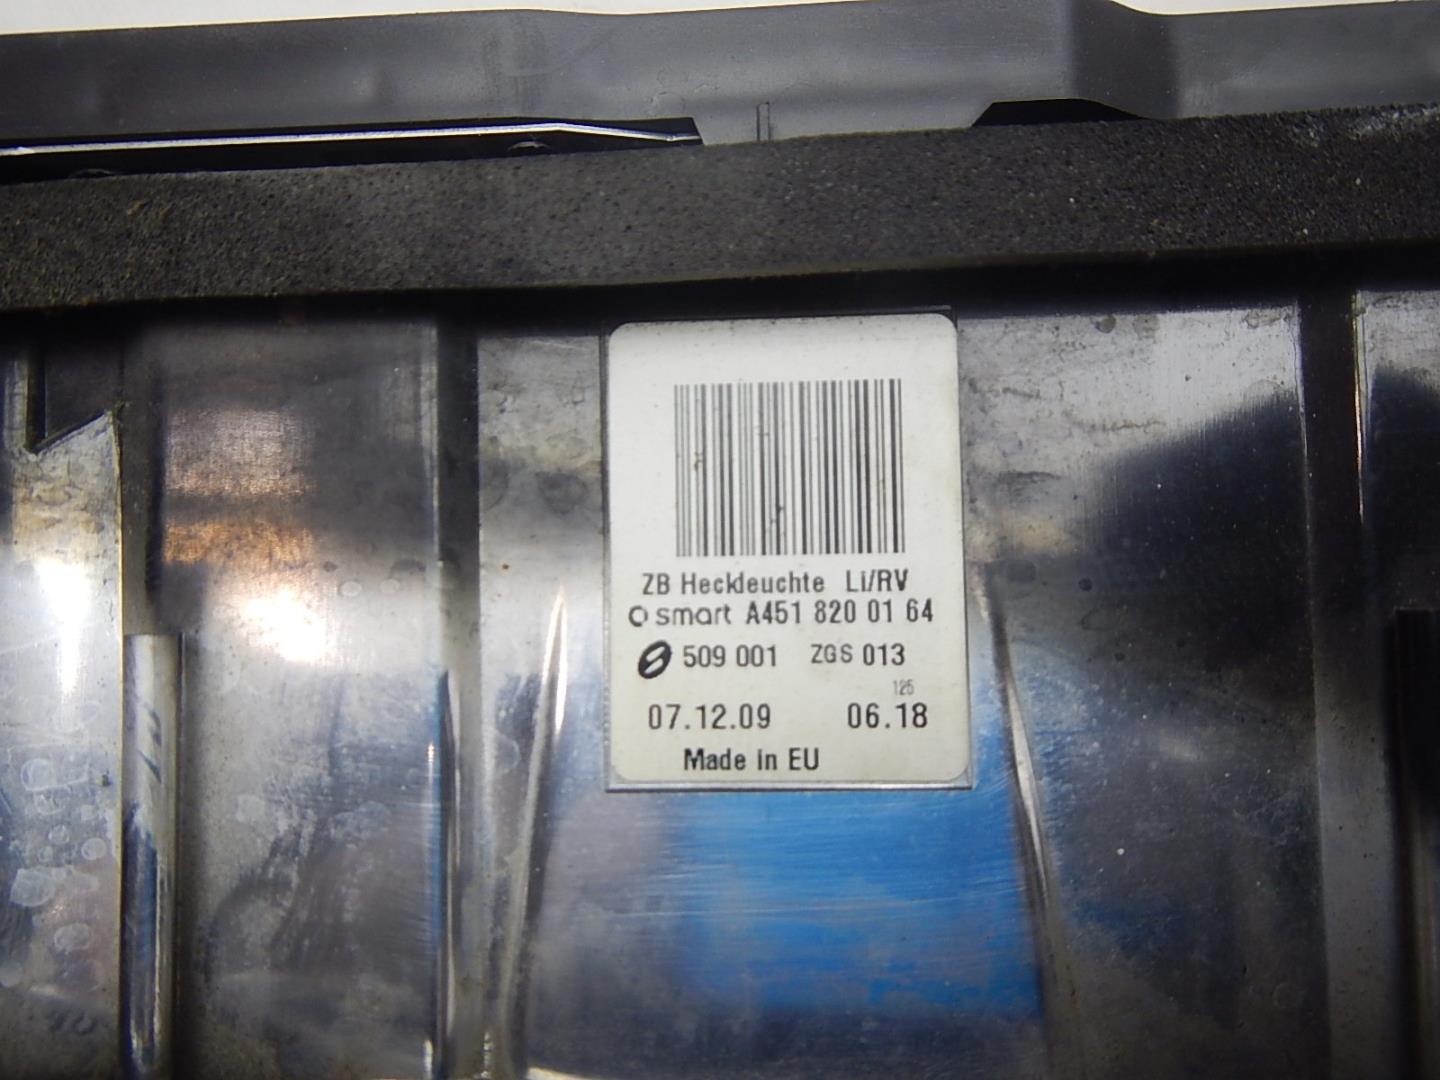 ZB Heckleuchte Li/RV
smart A451 820 01 64
509 001 ZGS 013
125
07.12.09 06.18
Made in EU